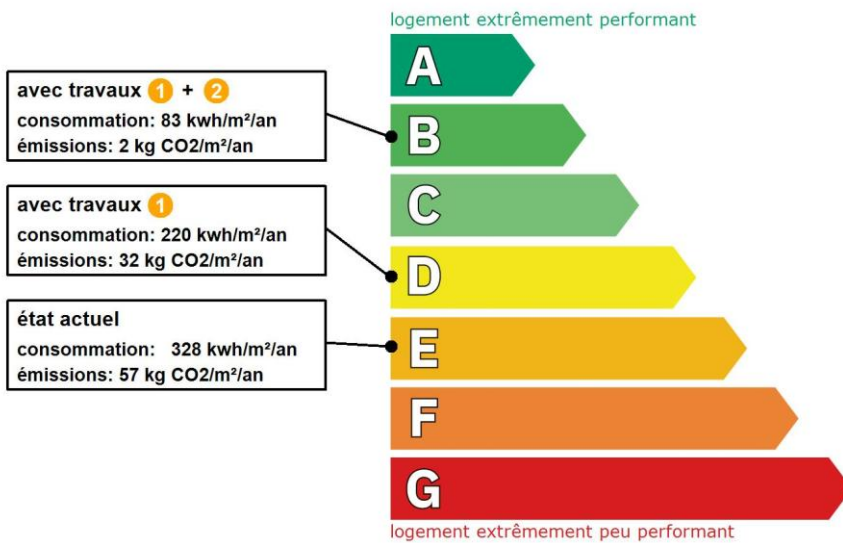 logement extrêmement performant
A
avec travaux 1 + 2
consommation: 83 kwh/m²/an
émissions: 2 kg CO2/m²/an
B
C
avec travaux 1
consommation: 220 kwh/m²/an
émissions: 32 kg CO2/m²/an
D
état actuel
consommation: 328 kwh/m²/an
émissions: 57 kg CO2/m²/an
E
F
G
logement extrêmement peu performant